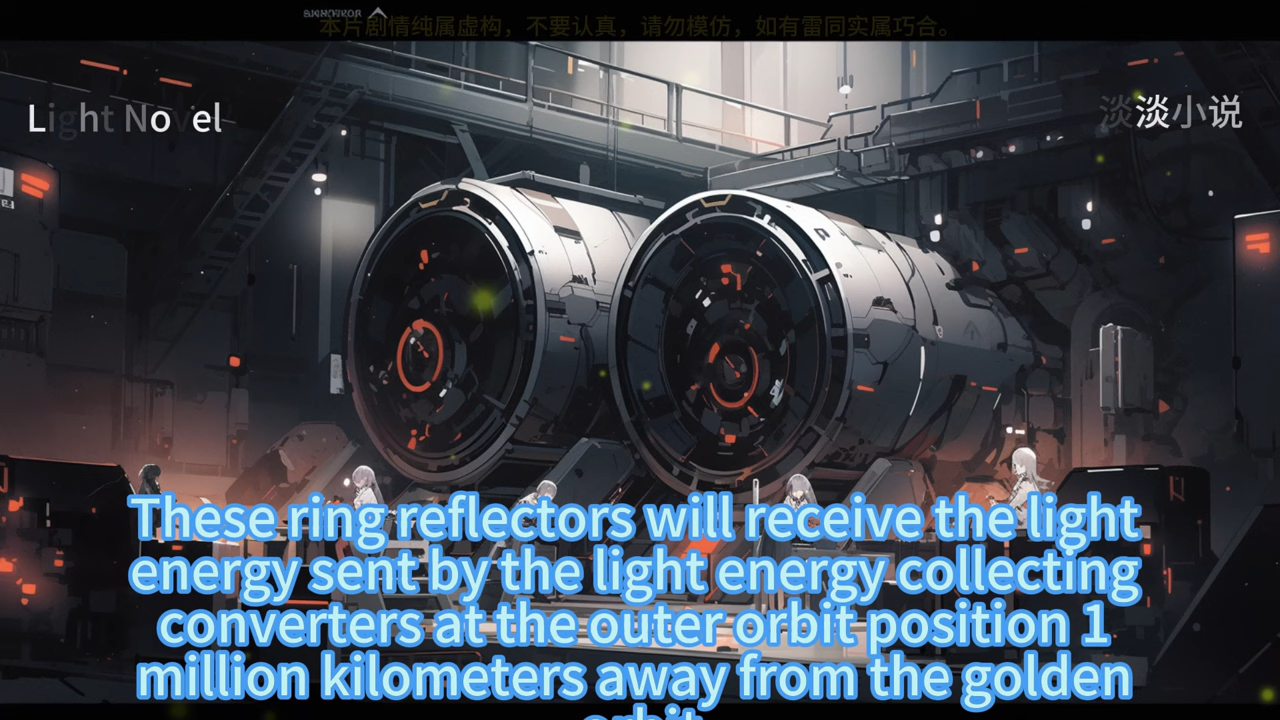 本片剧情纯属虚构，不要认真，请勿模仿，如有雷同实属巧合。
Light Novel
淡淡小说
These ring reflectors will receive the light
energy sent by the light energy collecting
converters at the outer orbit position 1
million kilometers away from the golden
orbit